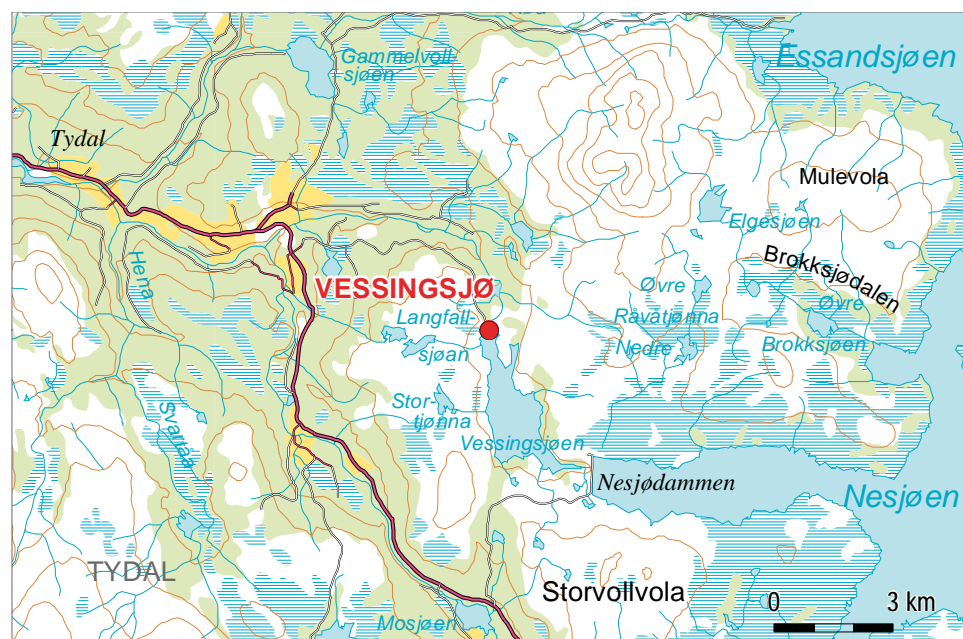 Essandsjøen
Gammelvoll-
sjøen
Tydal
Mulevola
Elgesjøen
Hena
Brokksjødalen
VESSINGSJØ
Øvre
Øvre
Langfall-
sjøan
Råvåtjønna
Nedre
Brokksjøen
Stor-
tjønna
Svartåa
Vessingsjøen
Nesjødammen
Nesjøen
TYDAL
Storvollvola
0 3 km
Mosjøen